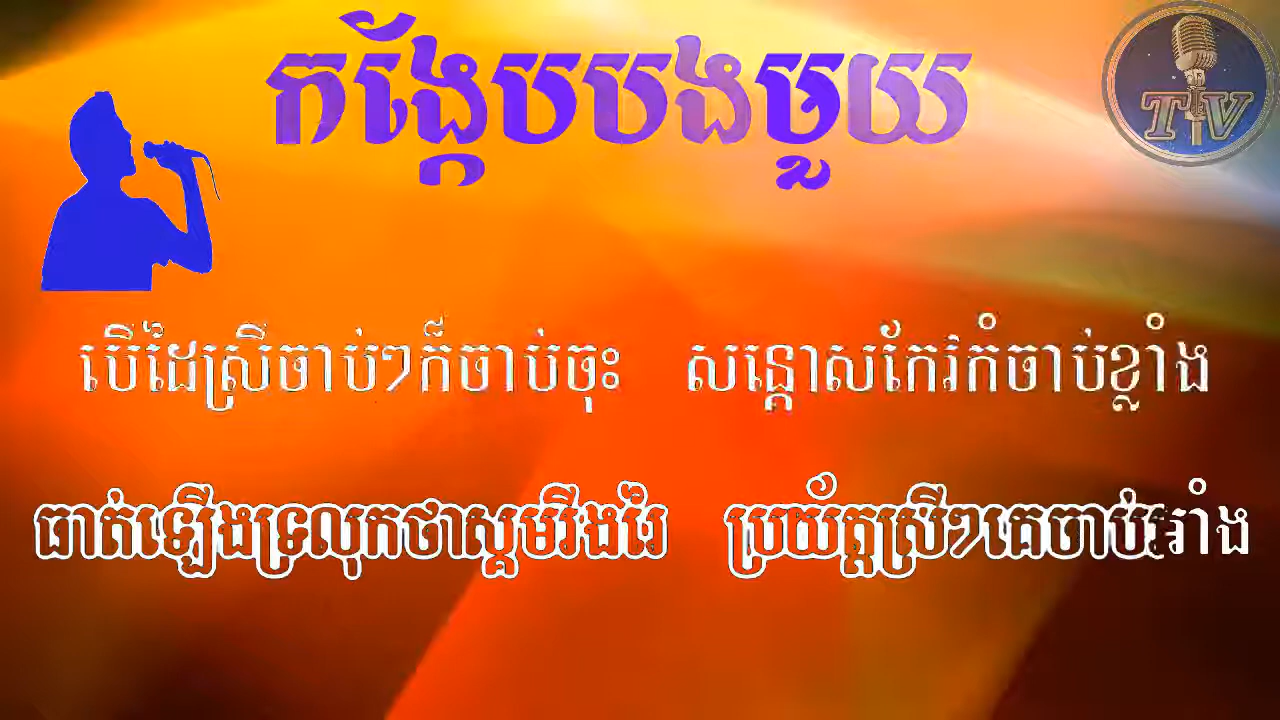 កង្កែបបងមួយ
TV
បើដៃស្រីចាប់ៗក៏ចាប់ចុះ សន្តោសកែវកំចាប់ខ្លាំង
ធាត់ឡើងទ្រលុកថាស្គមរីងរៃ ប្រយ័ត្នស្រីៗគេចាប់អាំង